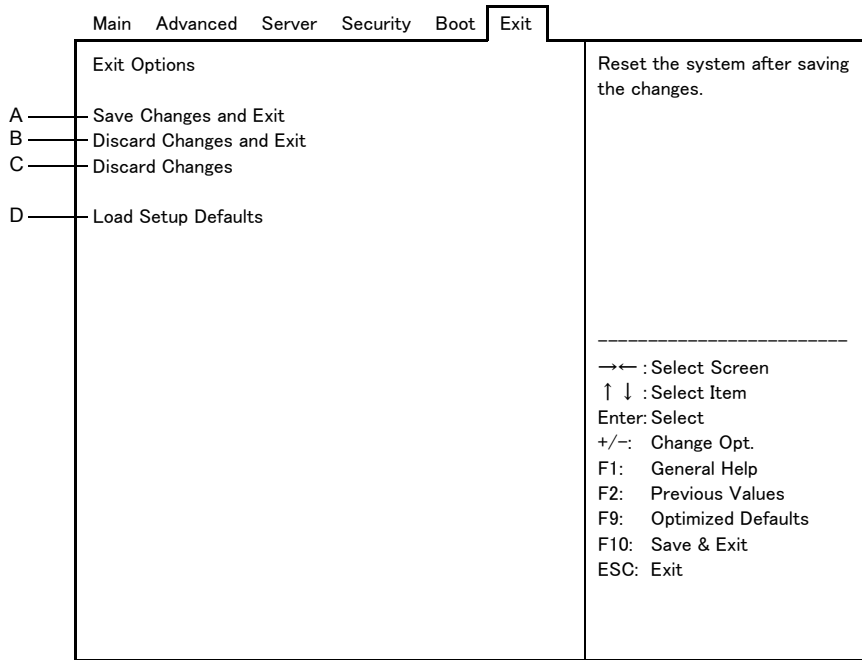 Main Advanced Server Security Boot Exit
Exit Options
A Save Changes and Exit
B Discard Changes and Exit
C Discard Changes
D Load Setup Defaults
Reset the system after saving
the changes.
-------------------------
→← : Select Screen
↑ ↓ : Select Item
Enter: Select
+/-: Change Opt.
F1: General Help
F2: Previous Values
F9: Optimized Defaults
F10: Save & Exit
ESC: Exit